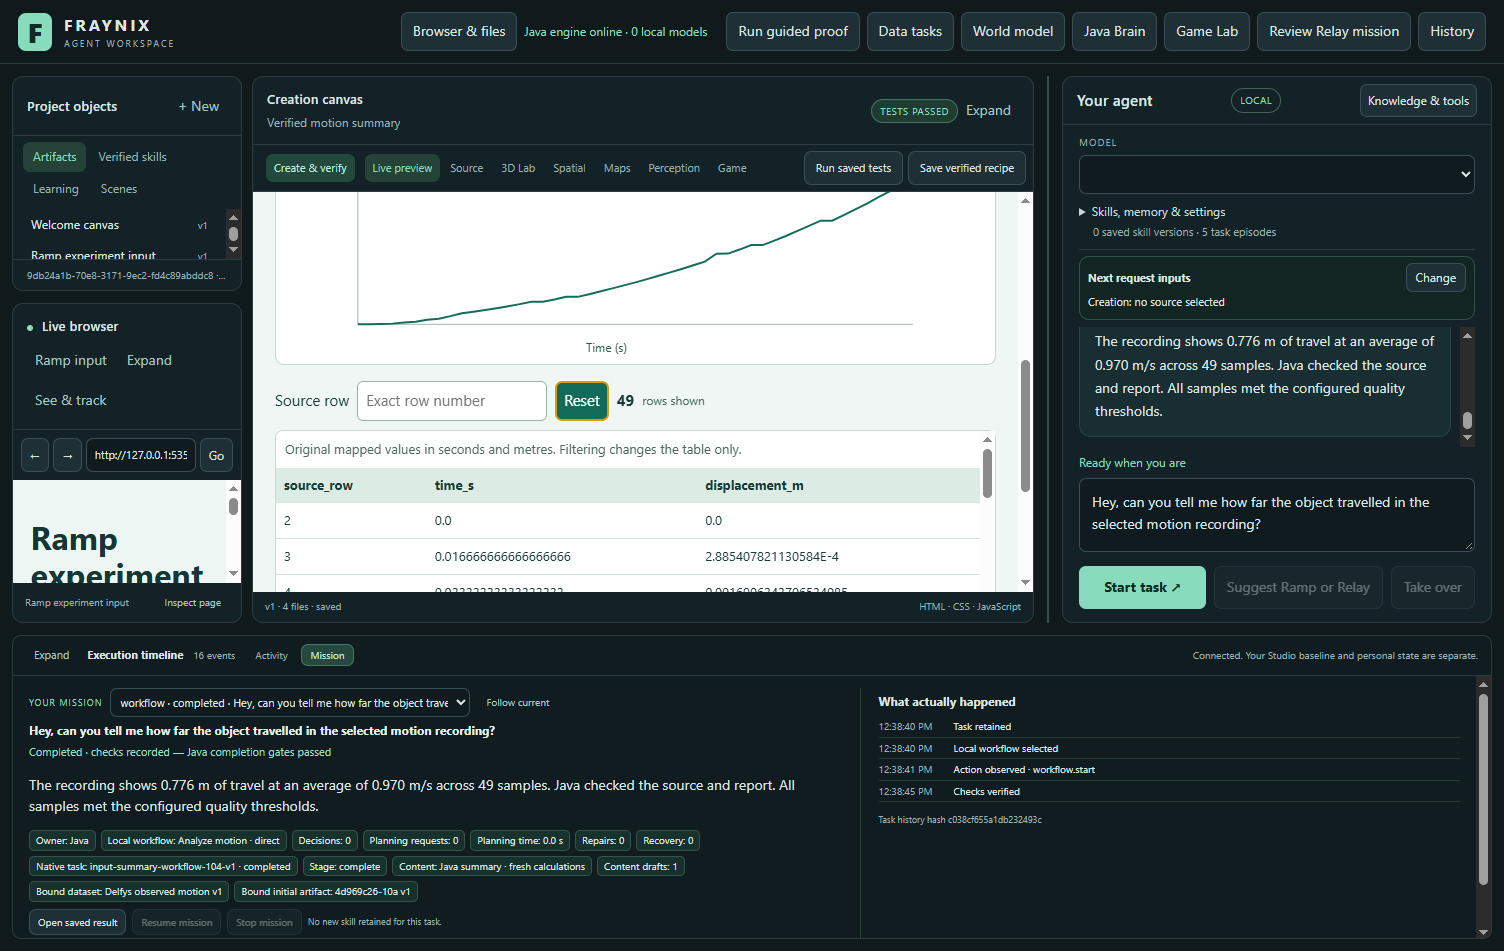 F
FRAYNIX
AGENT WORKSPACE
Browser & files
Java engine online · 0 local models
Run guided proof
Data tasks
World model
Java Brain
Game Lab
Review Relay mission
History
Project objects
+ New
Artifacts
Verified skills
Learning
Scenes
Welcome canvas
v1
Ramp experiment input
v1
9db24a1b-70e8-3171-9ec2-fd4c89abddc8 ·...
Live browser
Ramp input
Expand
See & track
←
→
http://127.0.0.1:535
Go
Ramp
experiment
Ramp experiment input
Inspect page
Creation canvas
Verified motion summary
TESTS PASSED
Expand
Create & verify
Live preview
Source
3D Lab
Spatial
Maps
Perception
Game
Run saved tests
Save verified recipe
Time (s)
Source row
Exact row number
Reset
49 rows shown
Original mapped values in seconds and metres. Filtering changes the table only.
source_row time_s displacement_m
2 0.0 0.0
3 0.016666666666666666 2.885407821130584E-4
v1 · 4 files · saved
HTML · CSS · JavaScript
Your agent
LOCAL
Knowledge & tools
MODEL
Skills, memory & settings
0 saved skill versions · 5 task episodes
Next request inputs
Change
Creation: no source selected
The recording shows 0.776 m of travel at an average of
0.970 m/s across 49 samples. Java checked the source
and report. All samples met the configured quality
thresholds.
Ready when you are
Hey, can you tell me how far the object travelled in the
selected motion recording?
Start task ↗
Suggest Ramp or Relay
Take over
Expand
Execution timeline
16 events
Activity
Mission
Connected. Your Studio baseline and personal state are separate.
YOUR MISSION
workflow · completed · Hey, can you tell me how far the object trave
Follow current
Hey, can you tell me how far the object travelled in the selected motion recording?
Completed · checks recorded — Java completion gates passed
The recording shows 0.776 m of travel at an average of 0.970 m/s across 49 samples. Java checked the source and report. All
samples met the configured quality thresholds.
Owner: Java
Local workflow: Analyze motion · direct
Decisions: 0
Planning requests: 0
Planning time: 0.0 s
Repairs: 0
Recovery: 0
Native task: input-summary-workflow-104-v1 · completed
Stage: complete
Content: Java summary · fresh calculations
Content drafts: 1
Bound dataset: Delfys observed motion v1
Bound initial artifact: 4d969c26-10a v1
Open saved result
Resume mission
Stop mission
No new skill retained for this task.
What actually happened
12:38:40 PM Task retained
12:38:40 PM Local workflow selected
12:38:41 PM Action observed · workflow.start
12:38:45 PM Checks verified
Task history hash c038cf655a1db232493c